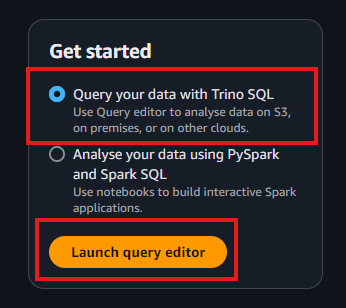 Get started
Query your data with Trino SQL
Use Query editor to analyse data on S3,
on premises, or on other clouds.
Analyse your data using PySpark
and Spark SQL
Use notebooks to build interactive Spark
applications.
Launch query editor